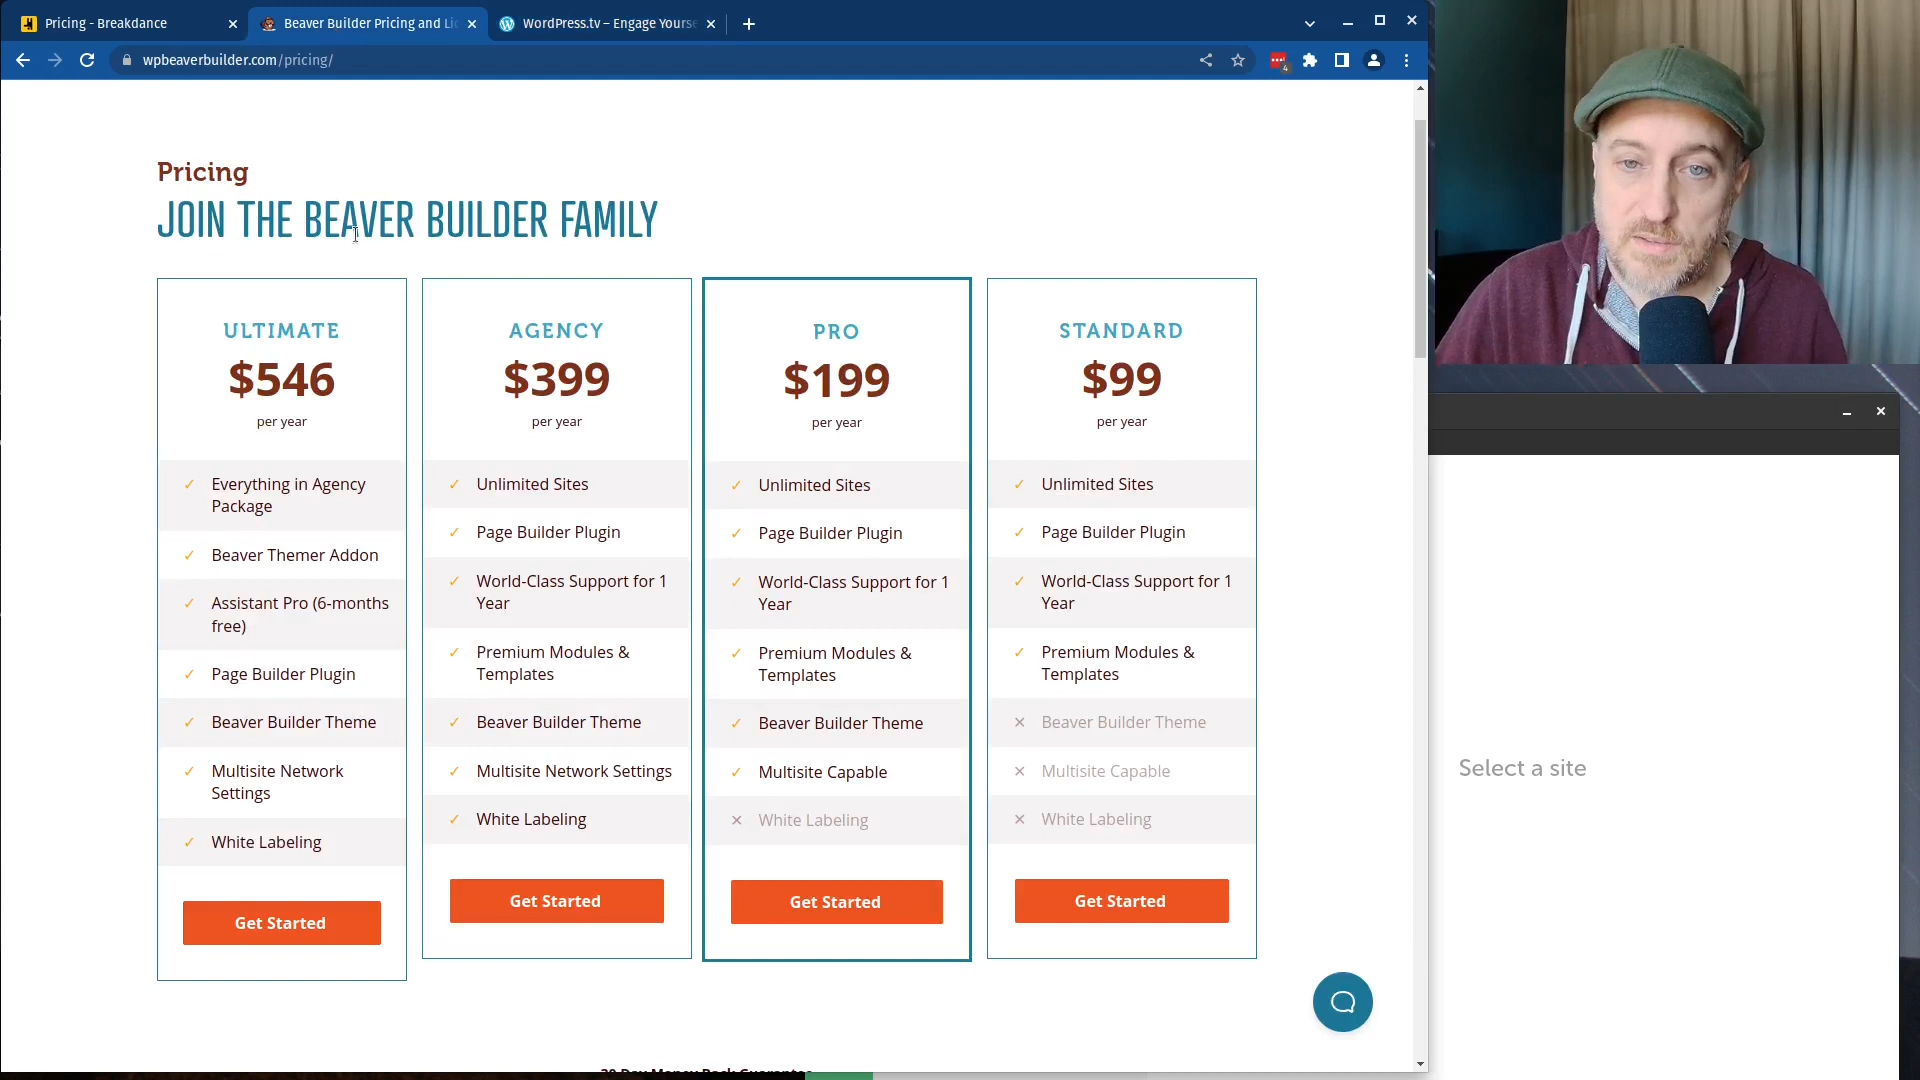 Pricing - Breakdance
Beaver Builder Pricing and Li
WordPress.tv – Engage Yourse
wpbeaverbuilder.com/pricing/
4
Pricing
JOIN THE BEAVER BUILDER FAMILY
ULTIMATE
$546
per year
Everything in Agency
Package
Beaver Themer Addon
Assistant Pro (6-months
free)
Page Builder Plugin
Beaver Builder Theme
Multisite Network
Settings
White Labeling
Get Started
AGENCY
$399
per year
Unlimited Sites
Page Builder Plugin
World-Class Support for 1
Year
Premium Modules &
Templates
Beaver Builder Theme
Multisite Network Settings
White Labeling
Get Started
PRO
$199
per year
Unlimited Sites
Page Builder Plugin
World-Class Support for 1
Year
Premium Modules &
Templates
Beaver Builder Theme
Multisite Capable
White Labeling
Get Started
STANDARD
$99
per year
Unlimited Sites
Page Builder Plugin
World-Class Support for 1
Year
Premium Modules &
Templates
Beaver Builder Theme
Multisite Capable
White Labeling
Get Started
Day Money Back Guarantee
Select a site